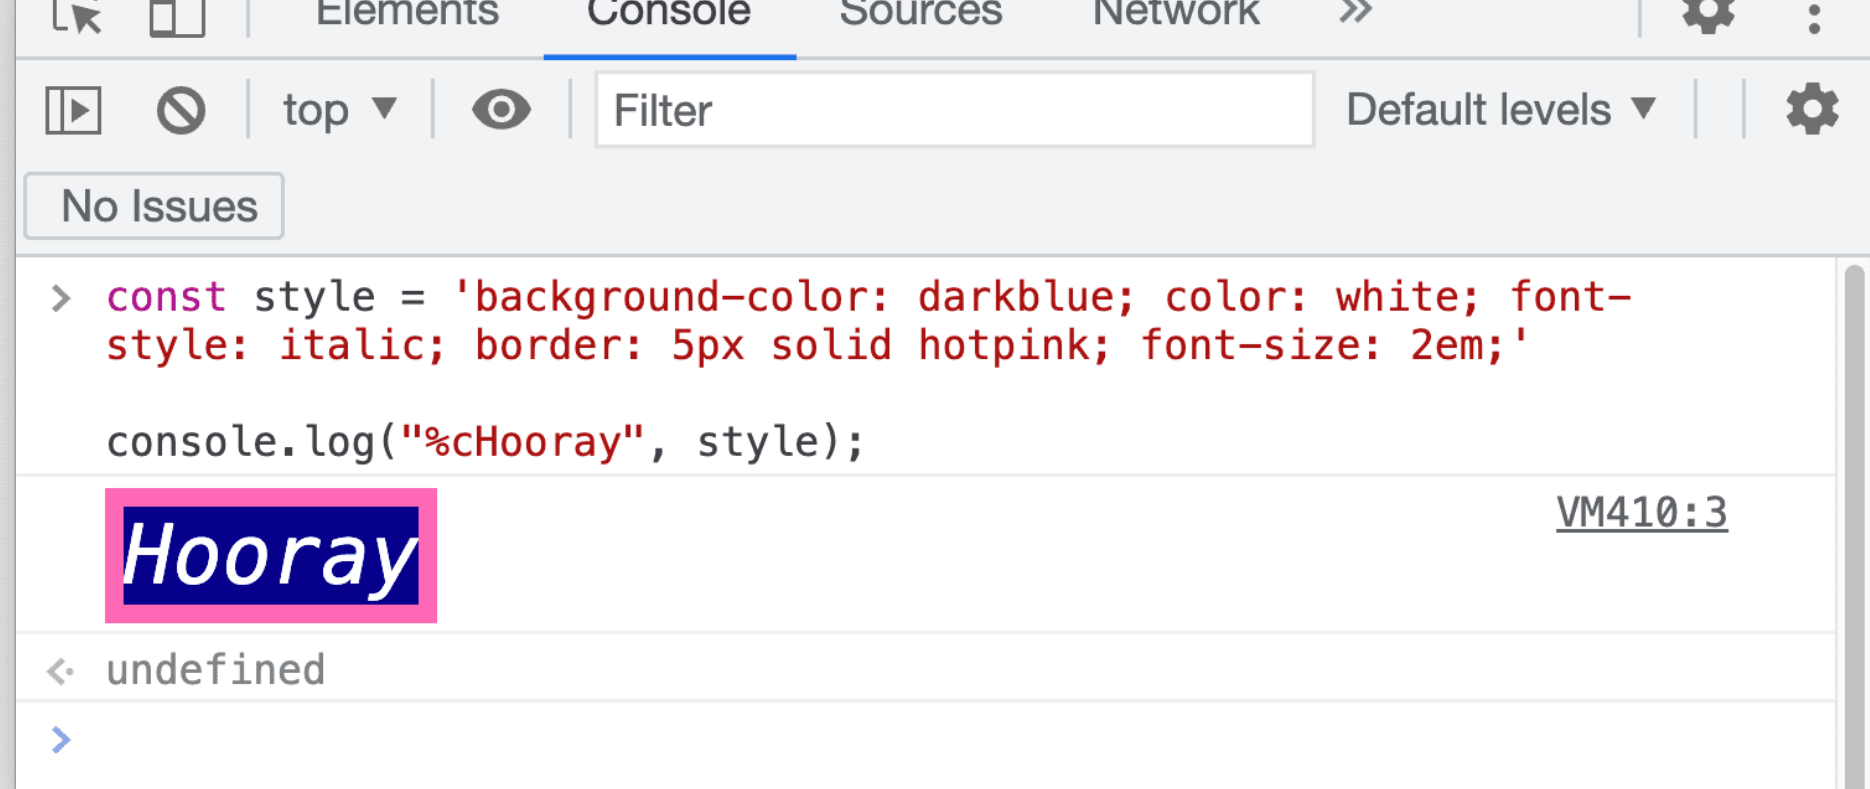 Elements Console Sources Network »
top ▼ Filter Default levels ▼
No Issues
> const style = 'background-color: darkblue; color: white; font-
style: italic; border: 5px solid hotpink; font-size: 2em;'
console.log("%cHooray", style);
Hooray VM410:3
undefined
>